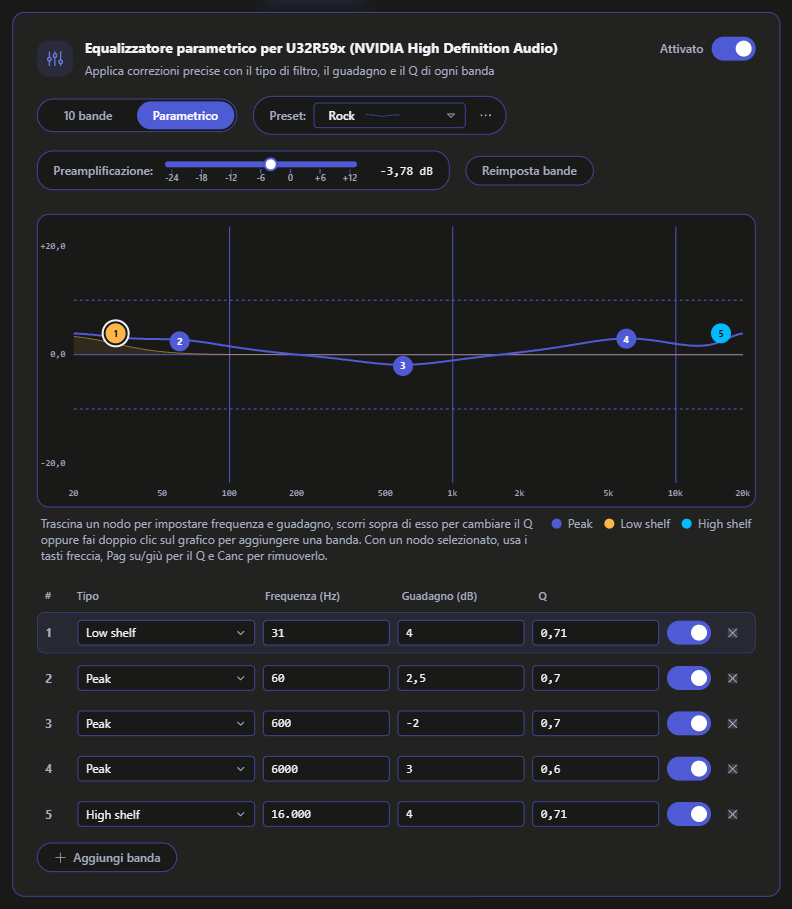 Equalizzatore parametrico per U32R59x (NVIDIA High Definition Audio)
Applica correzioni precise con il tipo di filtro, il guadagno e il Q di ogni banda
Attivato
10 bande
Parametrico
Preset:
Rock
...
Preamplificazione:
-24 -18 -12 -6 0 +6 +12
-3,78 dB
Reimposta bande
+20,0
0,0
-20,0
1
2
3
4
5
20 50 100 200 500 1k 2k 5k 10k 20k
Trascina un nodo per impostare frequenza e guadagno, scorri sopra di esso per cambiare il Q
oppure fai doppio clic sul grafico per aggiungere una banda. Con un nodo selezionato, usa i
tasti freccia, Pag su/giù per il Q e Canc per rimuoverlo.
Peak Low shelf High shelf
# Tipo Frequenza (Hz) Guadagno (dB) Q
1 Low shelf 31 4 0,71
2 Peak 60 2,5 0,7
3 Peak 600 -2 0,7
4 Peak 6000 3 0,6
5 High shelf 16.000 4 0,71
+ Aggiungi banda